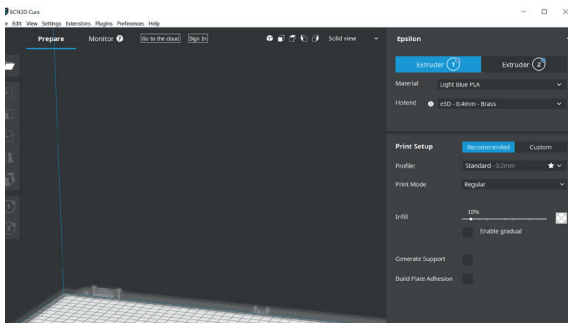 BCN3D Cura
Edit View Settings Extensions Plugins Preferences Help
Prepare Monitor Go to the cloud Sign In Solid view
Epsilon
Extruder 1 Extruder 2
Material Light Blue PLA
Hotend e3D - 0.4mm - Brass
Print Setup Recommended Custom
Profile: Standard - 0.2mm
Print Mode Regular
10%
Infill
Enable gradual
Generate Support
Build Plate Adhesion